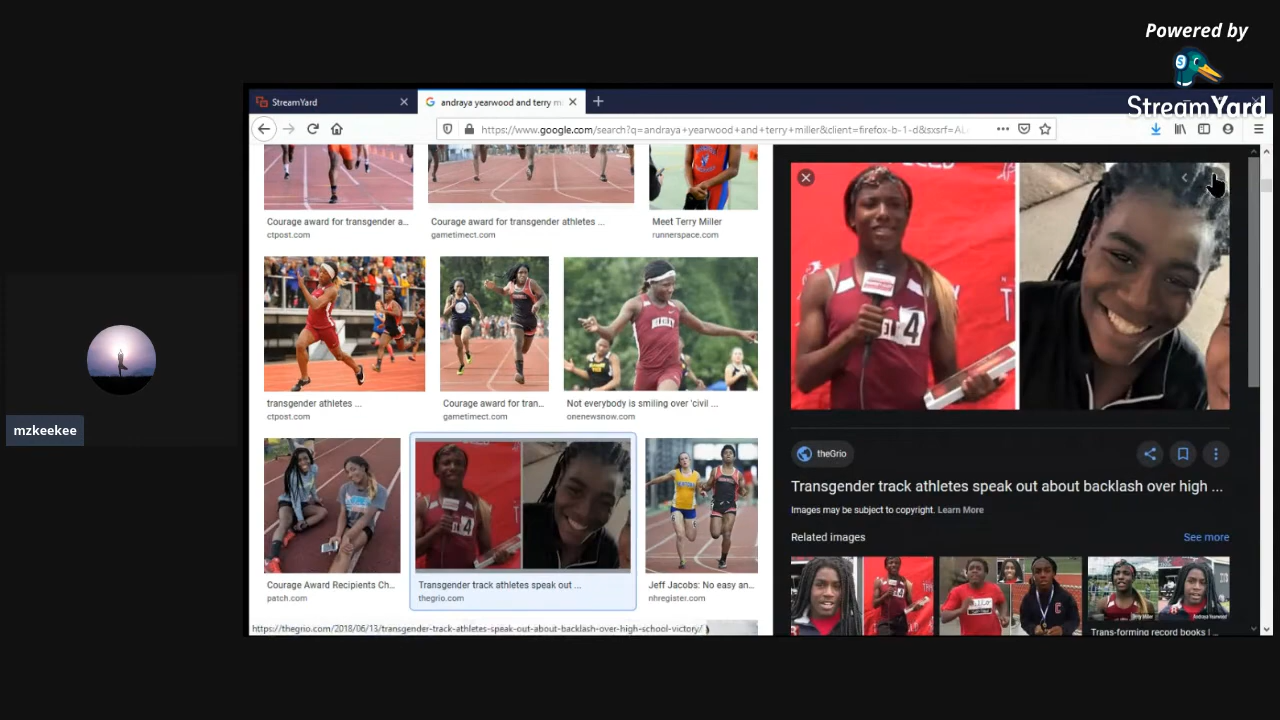 Powered by
StreamYard
StreamYard
andraya yearwood and terry m
https://www.google.com/search?q=andraya+yearwood+and+terry+miller&client=firefox-b-1-d&sxsrf=AL
Courage award for transgender a...
ctpost.com
Courage award for transgender athletes ...
gametimect.com
Meet Terry Miller
runnerspace.com
transgender athletes ...
ctpost.com
Courage award for tran...
gametimect.com
Not everybody is smiling over 'civil ...
onenewsnow.com
Courage Award Recipients Ch...
patch.com
Transgender track athletes speak out ...
thegrio.com
Jeff Jacobs: No easy an...
nhregister.com
https://thegrio.com/2018/06/13/transgender-track-athletes-speak-out-about-backlash-over-high-school-victory/
4
theGrio
Transgender track athletes speak out about backlash over high ...
Images may be subject to copyright. Learn More
Related images
See more
Trans-forming record books | ...
mzkeekee